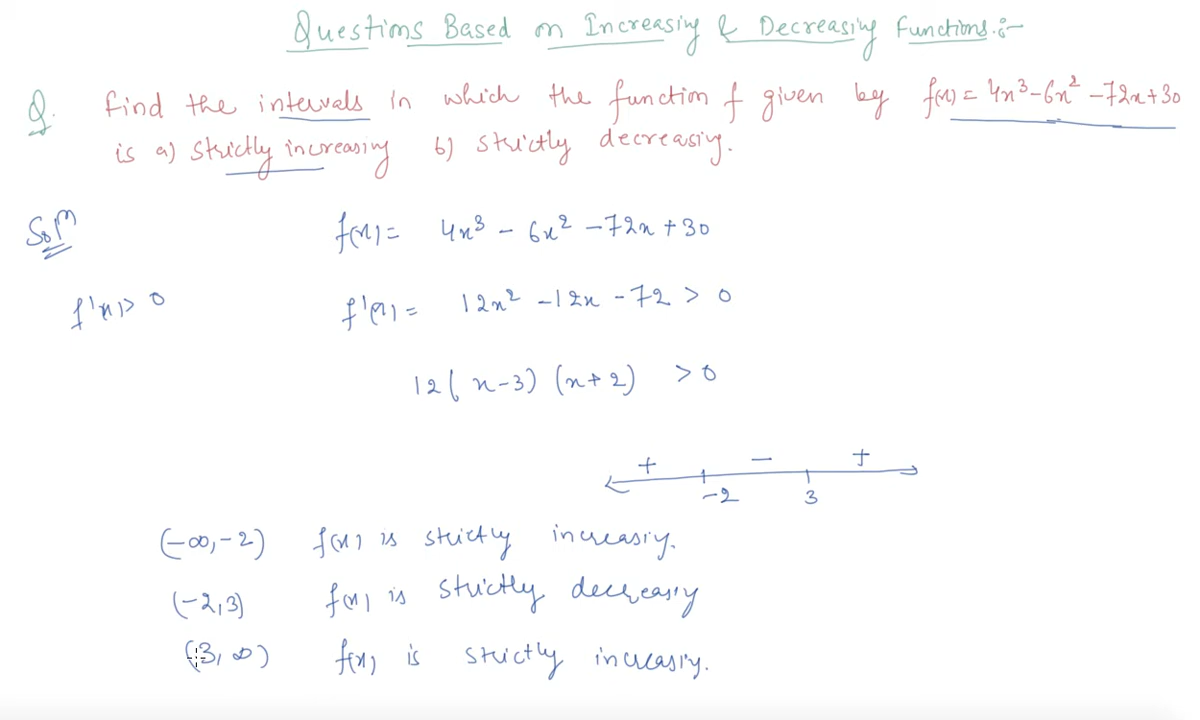 Questions Based on Increasing & Decreasing Functions:-
Q. Find the intervals in which the function f given by f(x) = 4x³-6x²-72x+30
is a) strictly increasing b) strictly decreasing.
Solⁿ f(x) = 4x³ - 6x² - 72x + 30
f'(x) > 0 f'(x) = 12x² - 12x - 72 > 0
12(x-3)(x+2) > 0
+ - +
-2 3
(-∞,-2) f(x) is strictly increasing.
(-2,3) f(x) is strictly decreasing
(3,∞) f(x) is strictly increasing.